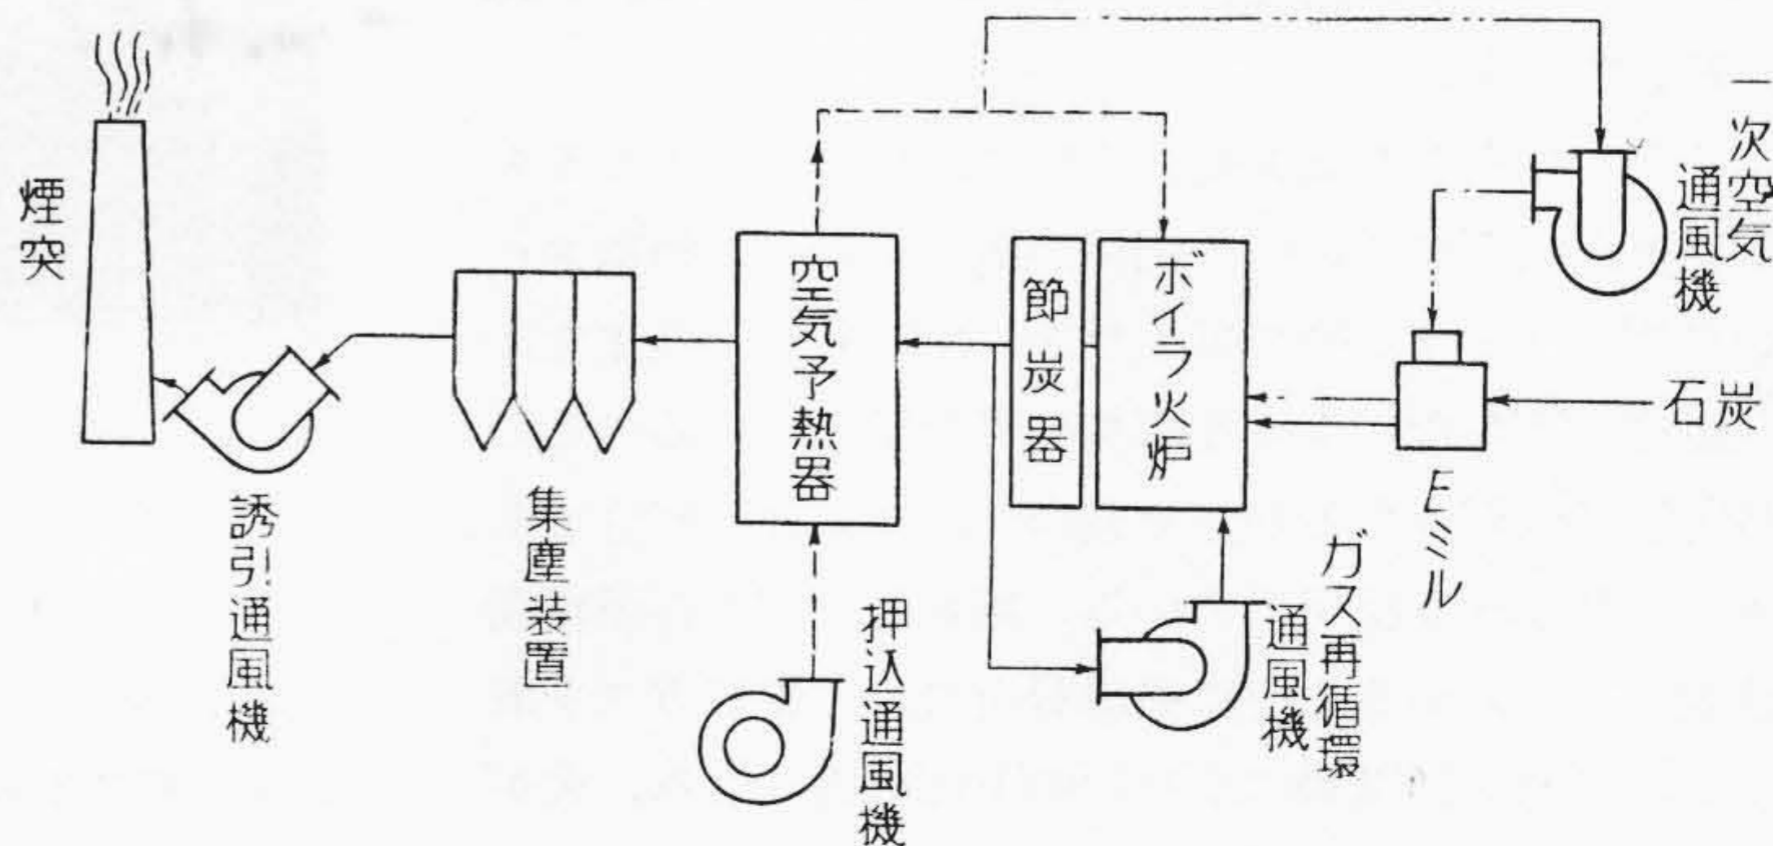 煙突
誘引通風機
集塵装置
空気予熱器
押込通風機
節炭器
ボイラ火炉
ガス再循環
通風機
Eミル
石炭
一次空気
通風機